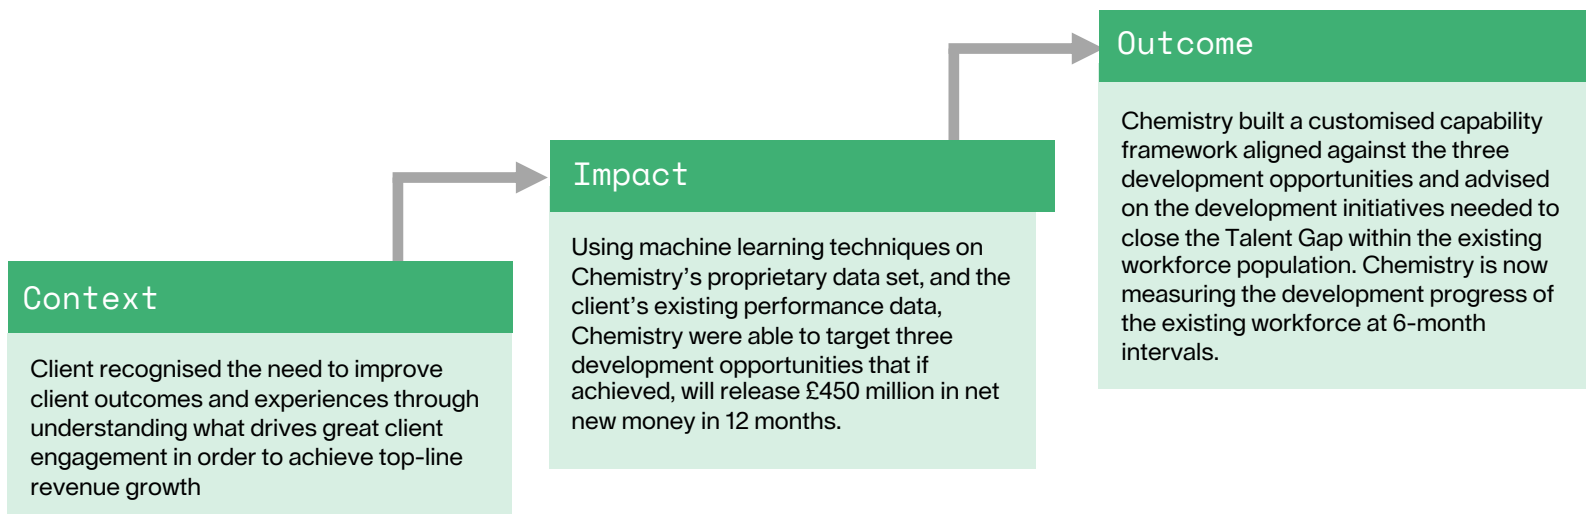 Context
Client recognised the need to improve
client outcomes and experiences through
understanding what drives great client
engagement in order to achieve top-line
revenue growth
Impact
Using machine learning techniques on
Chemistry’s proprietary data set, and the
client’s existing performance data,
Chemistry were able to target three
development opportunities that if
achieved, will release £450 million in net
new money in 12 months.
Outcome
Chemistry built a customised capability
framework aligned against the three
development opportunities and advised
on the development initiatives needed to
close the Talent Gap within the existing
workforce population. Chemistry is now
measuring the development progress of
the existing workforce at 6-month
intervals.